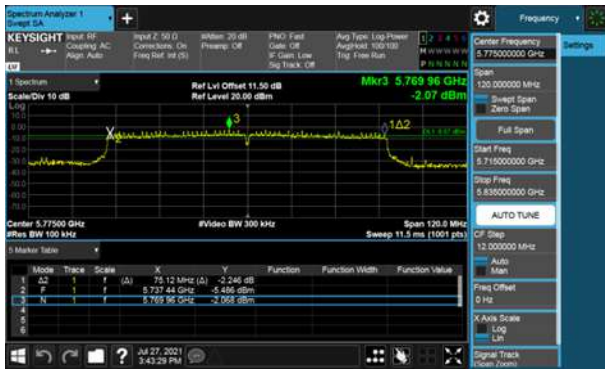 Spectrum Analyzer 1
Swept SA
Frequency
KEYSIGHT
Input: RF
Input Z: 50 Ω
#Atten: 20 dB
PNO: Fast
Avg Type: Log-Power
1 2 3 4 5 6
RL
Coupling: AC
Corrections: On
Preamp: Off
Gate: Off
Avg|Hold: 100/100
Align: Auto
Freq Ref: Int (S)
IF Gain: Low
Trig: Free Run
Sig Track: Off
Center Frequency
5.775000000 GHz
Settings
1 Spectrum
Ref Lvl Offset 11.50 dB
Mkr3 5.769 96 GHz
Scale/Div 10 dB
Ref Level 20.00 dBm
-2.07 dBm
Log
Span
120.000000 MHz
Swept Span
Zero Span
Full Span
Start Freq
5.715000000 GHz
Stop Freq
5.835000000 GHz
AUTO TUNE
CF Step
12.000000 MHz
Auto
Man
Freq Offset
0 Hz
X Axis Scale
Log
Lin
Signal Track
(Span Zoom)
10.0
0.00
-10.0
-20.0
-30.0
-40.0
-50.0
-60.0
-70.0
3
1Δ2
2
Center 5.77500 GHz
#Video BW 300 kHz
Span 120.0 MHz
#Res BW 100 kHz
Sweep 11.5 ms (1001 pts)
5 Marker Table
Mode Trace Scale X Y Function Function Width Function Value
1 Δ2 1 f (Δ) 75.12 MHz (Δ) -2.246 dB
2 F 1 f 5.737 44 GHz -5.486 dBm
3 N 1 f 5.769 96 GHz -2.068 dBm
4
5
6
?
Jul 27, 2021
3:43:29 PM